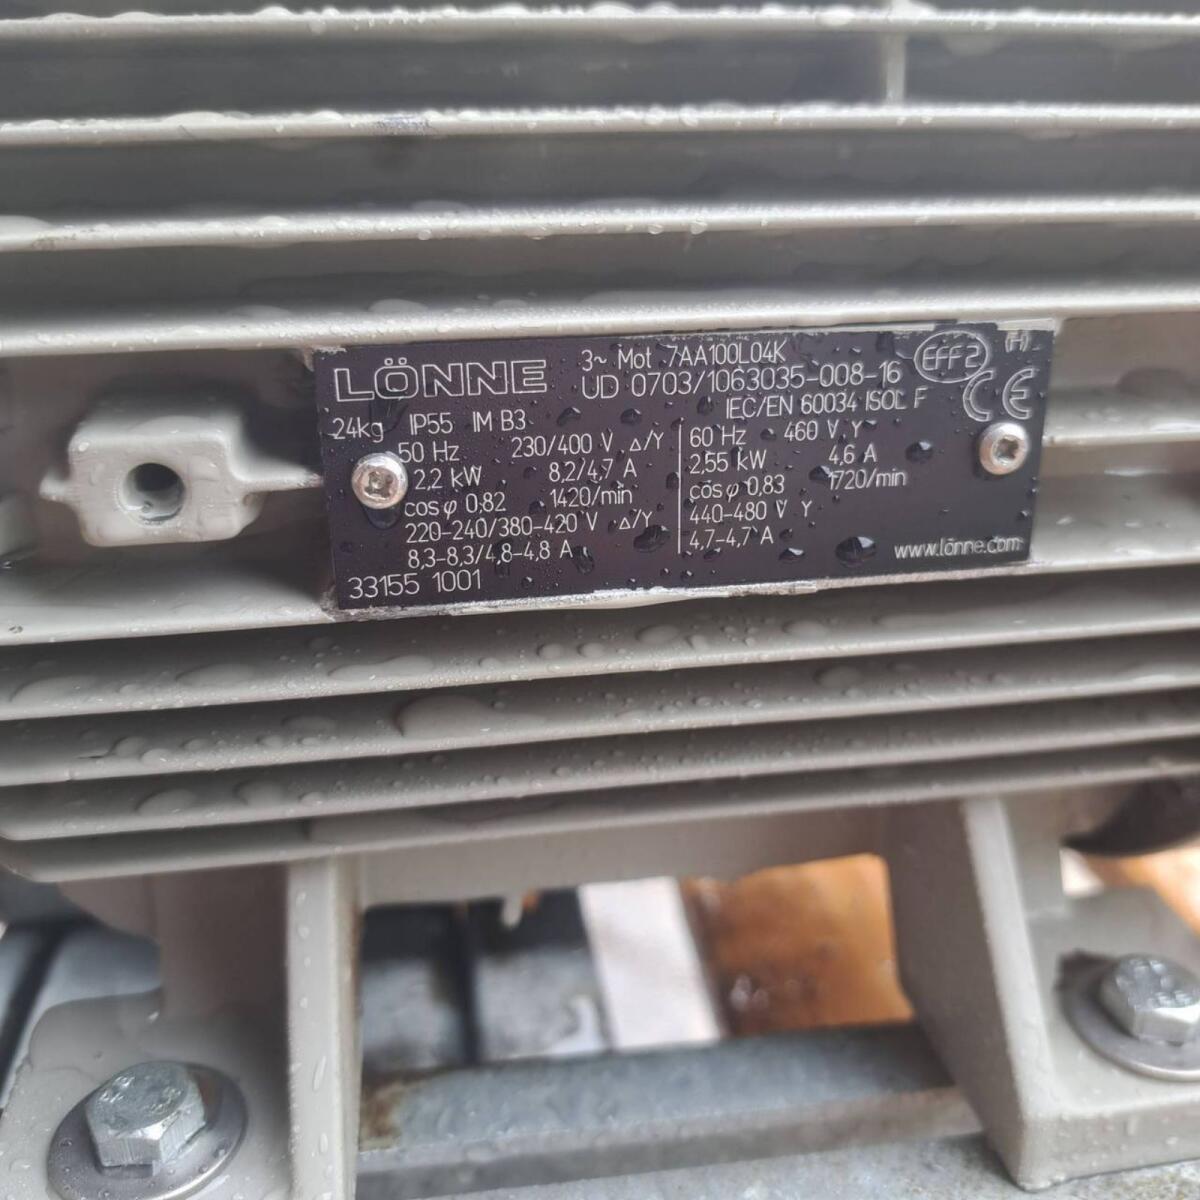 LÖNNE 3~ Mot. 7AA100L04K EFF2 (H)
UD 0703/1063035-008-16 CE
24kg IP55 IM B3 IEC/EN 60034 ISOL F
50 Hz 230/400 V △/Y 60 Hz 460 V Y
2,2 kW 8,2/4,7 A 2,55 kW 4.6 A
cos φ 0,82 1420/min cos φ 0,83 1720/min
220-240/380-420 V △/Y 440-480 V Y
8,3-8,3/4,8-4,8 A 4,7-4,7 A
www.lönne.com
33155 1001